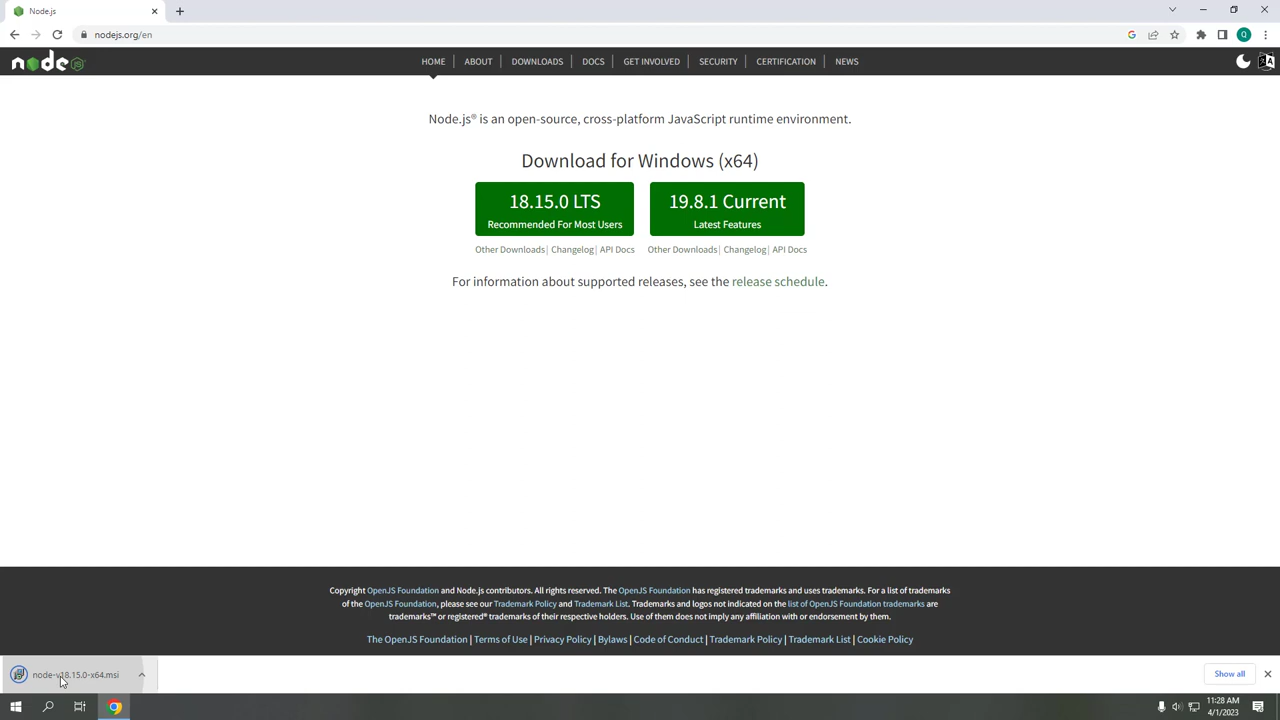 Node.js
nodejs.org/en
node JS
HOME
ABOUT
DOWNLOADS
DOCS
GET INVOLVED
SECURITY
CERTIFICATION
NEWS
Node.js® is an open-source, cross-platform JavaScript runtime environment.
Download for Windows (x64)
18.15.0 LTS
Recommended For Most Users
19.8.1 Current
Latest Features
Other Downloads | Changelog | API Docs
Other Downloads | Changelog | API Docs
For information about supported releases, see the release schedule.
Copyright OpenJS Foundation and Node.js contributors. All rights reserved. The OpenJS Foundation has registered trademarks and uses trademarks. For a list of trademarks
of the OpenJS Foundation, please see our Trademark Policy and Trademark List. Trademarks and logos not indicated on the list of OpenJS Foundation trademarks are
trademarks™ or registered® trademarks of their respective holders. Use of them does not imply any affiliation with or endorsement by them.
The OpenJS Foundation | Terms of Use | Privacy Policy | Bylaws | Code of Conduct | Trademark Policy | Trademark List | Cookie Policy
node-v18.15.0-x64.msi
Show all
11:28 AM
4/1/2023